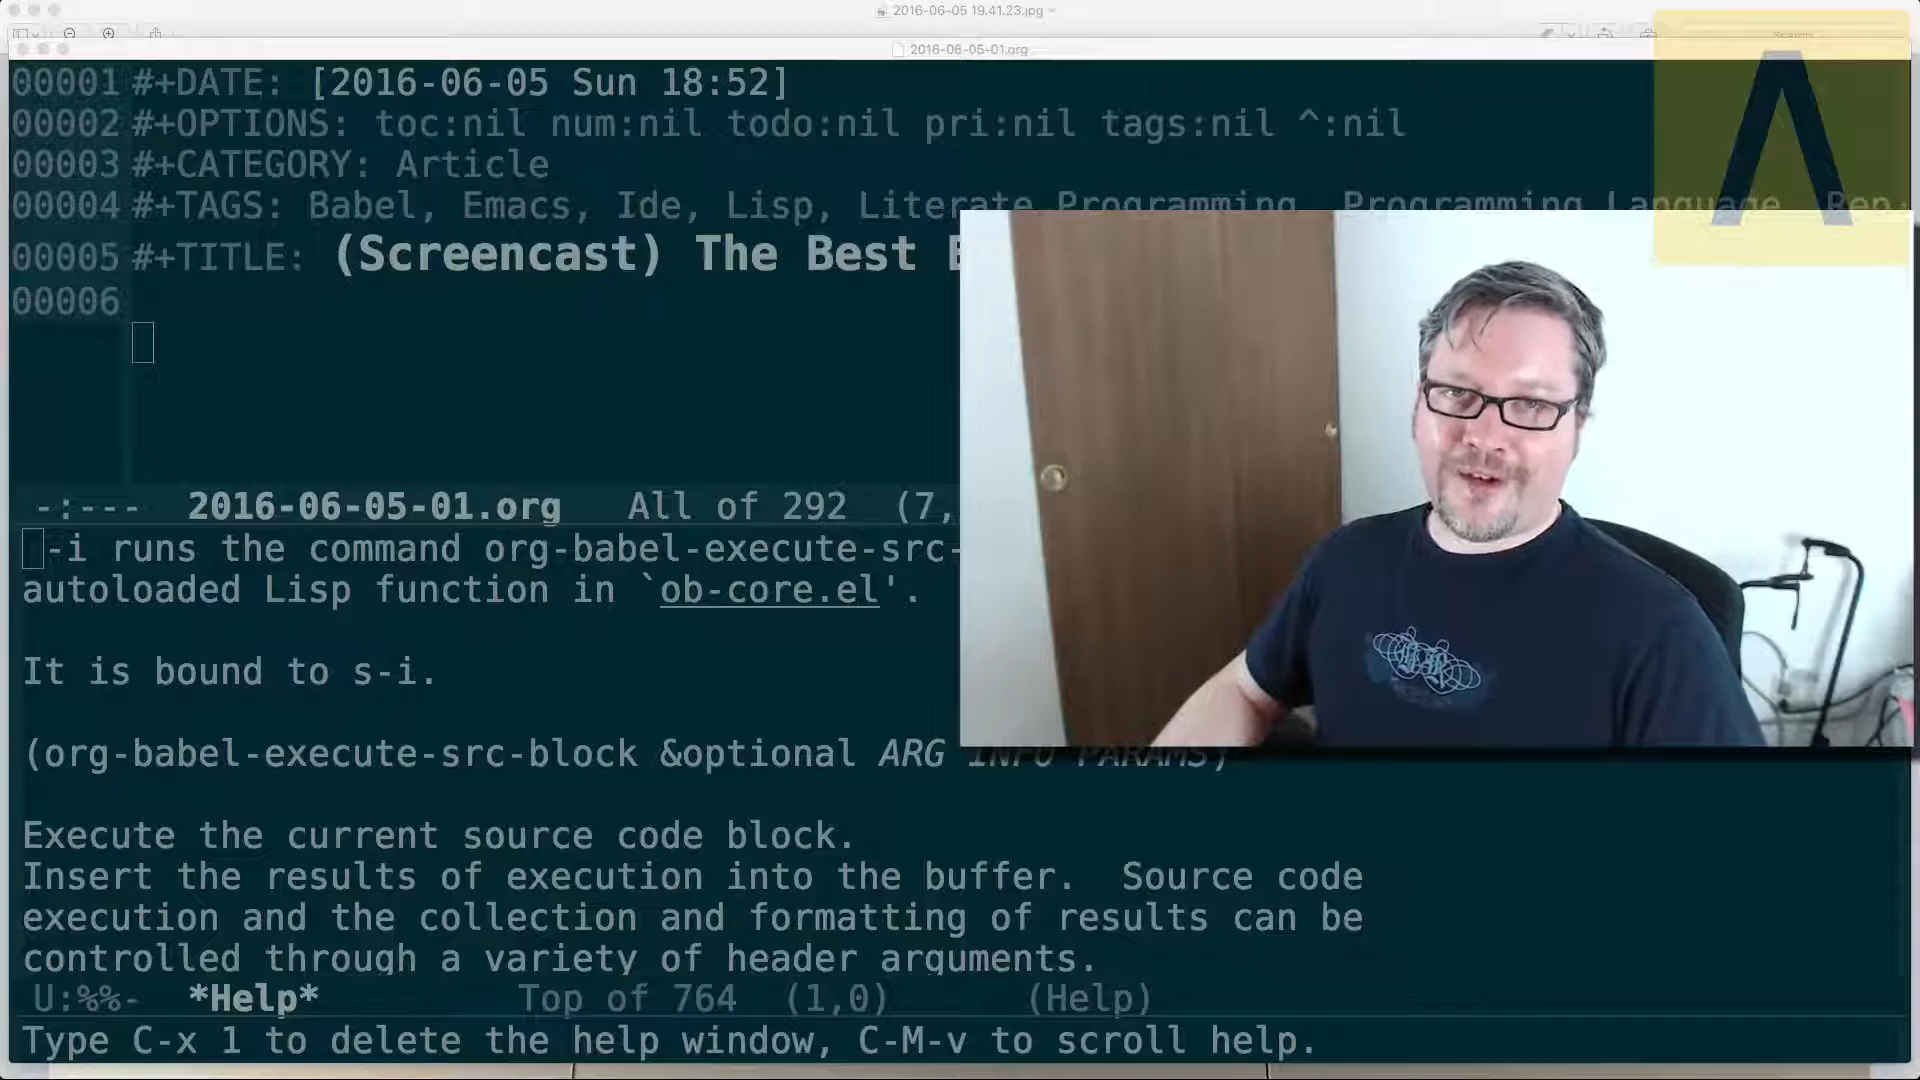 2016-06-05 19.41.23.jpg
2016-06-05-01.org
00001 #+DATE: [2016-06-05 Sun 18:52]
00002 #+OPTIONS: toc:nil num:nil todo:nil pri:nil tags:nil ^:nil
00003 #+CATEGORY: Article
00004 #+TAGS: Babel, Emacs, Ide, Lisp, Literate Programming, Programming Language, Rep
00005 #+TITLE: (Screencast) The Best
00006
-:--- 2016-06-05-01.org All of 292 (7,
-i runs the command org-babel-execute-src-
autoloaded Lisp function in `ob-core.el'.
It is bound to s-i.
(org-babel-execute-src-block &optional ARG INFO PARAMS)
Execute the current source code block.
Insert the results of execution into the buffer. Source code
execution and the collection and formatting of results can be
controlled through a variety of header arguments.
U:%%- *Help* Top of 764 (1,0) (Help)
Type C-x 1 to delete the help window, C-M-v to scroll help.